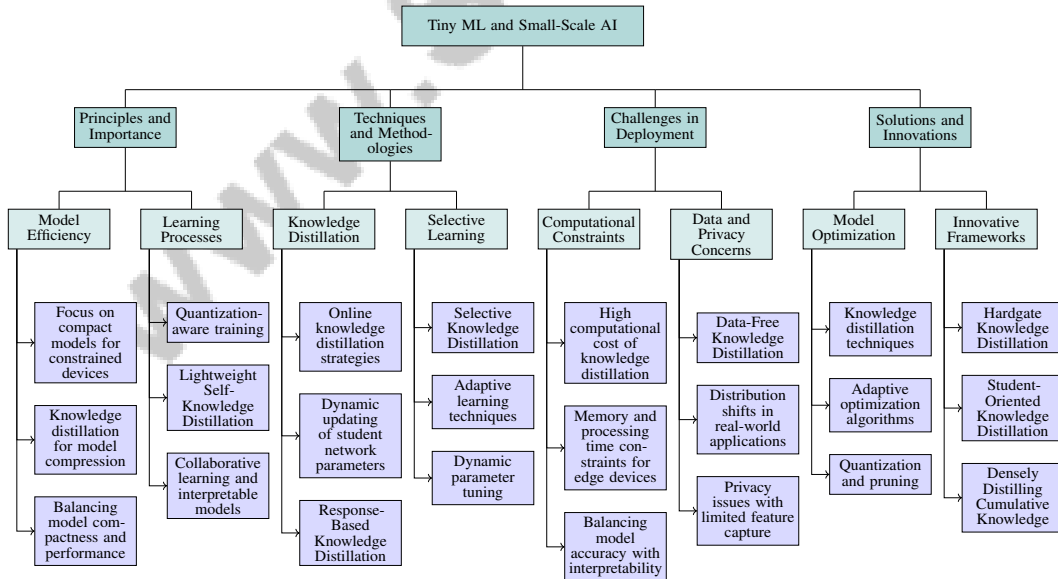 Tiny ML and Small-Scale AI
Principles and
Importance
Techniques
and Method-
ologies
Challenges in
Deployment
Solutions and
Innovations
Model
Efficiency
Learning
Processes
Knowledge
Distillation
Selective
Learning
Computational
Constraints
Data and
Privacy
Concerns
Model
Optimization
Innovative
Frameworks
Focus on
compact
models for
constrained
devices
Knowledge
distillation
for model
compression
Balancing
model com-
pactness and
performance
Quantization-
aware training
Lightweight
Self-
Knowledge
Distillation
Collaborative
learning and
interpretable
models
Online
knowledge
distillation
strategies
Dynamic
updating
of student
network
parameters
Response-
Based
Knowledge
Distillation
Selective
Knowledge
Distillation
Adaptive
learning
techniques
Dynamic
parameter
tuning
High
computational
cost of
knowledge
distillation
Memory and
processing
time con-
straints for
edge devices
Balancing
model
accuracy with
interpretability
Data-Free
Knowledge
Distillation
Distribution
shifts in
real-world
applications
Privacy
issues with
limited feature
capture
Knowledge
distillation
techniques
Adaptive
optimization
algorithms
Quantization
and pruning
Hardgate
Knowledge
Distillation
Student-
Oriented
Knowledge
Distillation
Densely
Distilling
Cumulative
Knowledge
www.